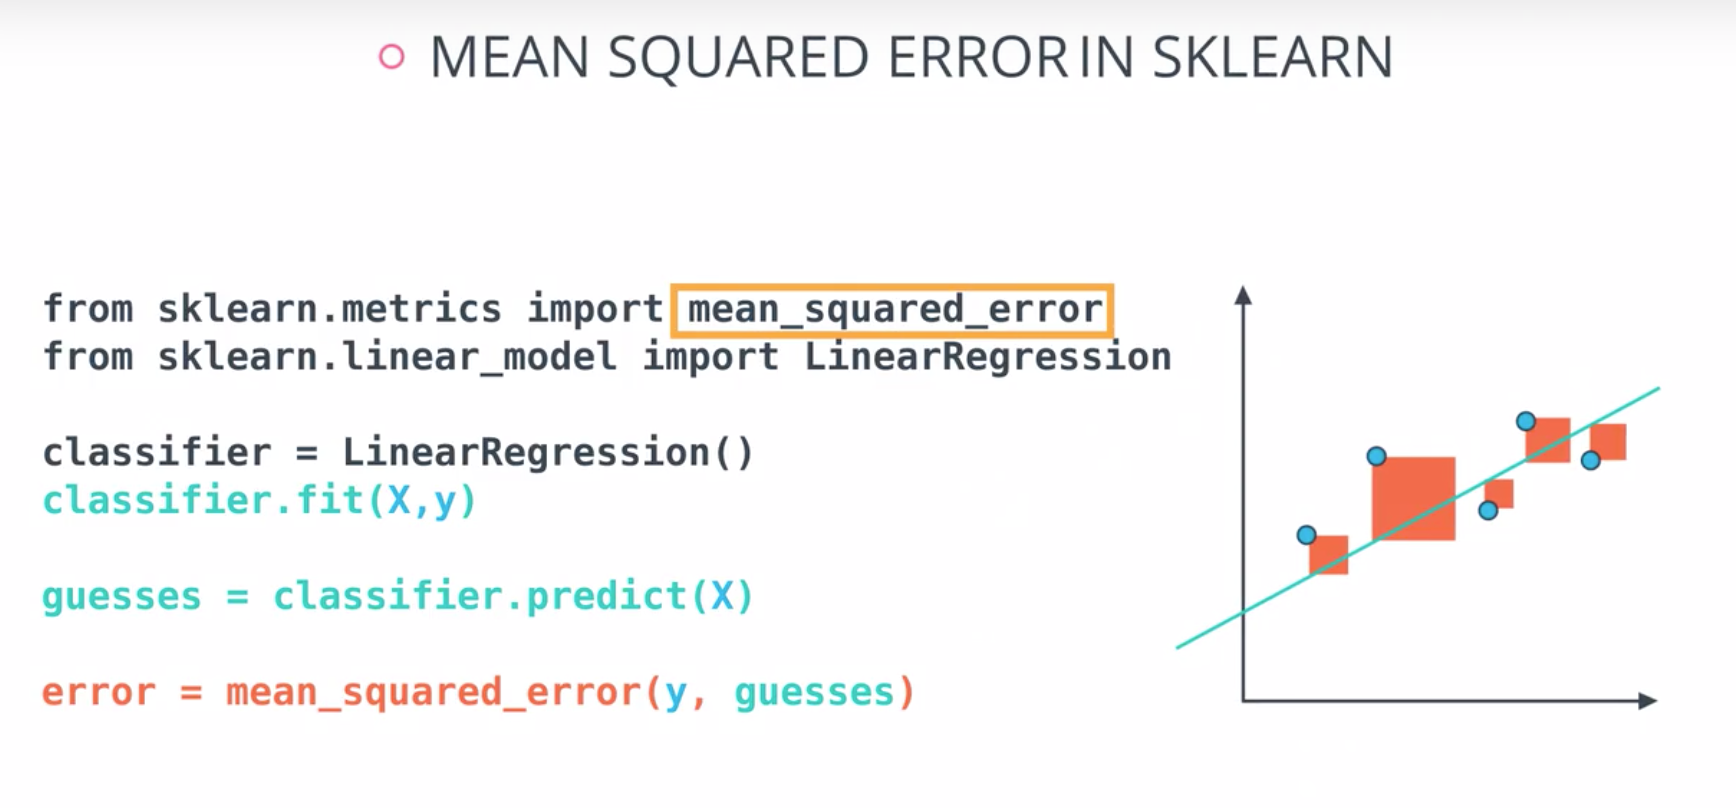 MEAN SQUARED ERROR IN SKLEARN
from sklearn.metrics import mean_squared_error
from sklearn.linear_model import LinearRegression
classifier = LinearRegression()
classifier.fit(X,y)
guesses = classifier.predict(X)
error = mean_squared_error(y, guesses)